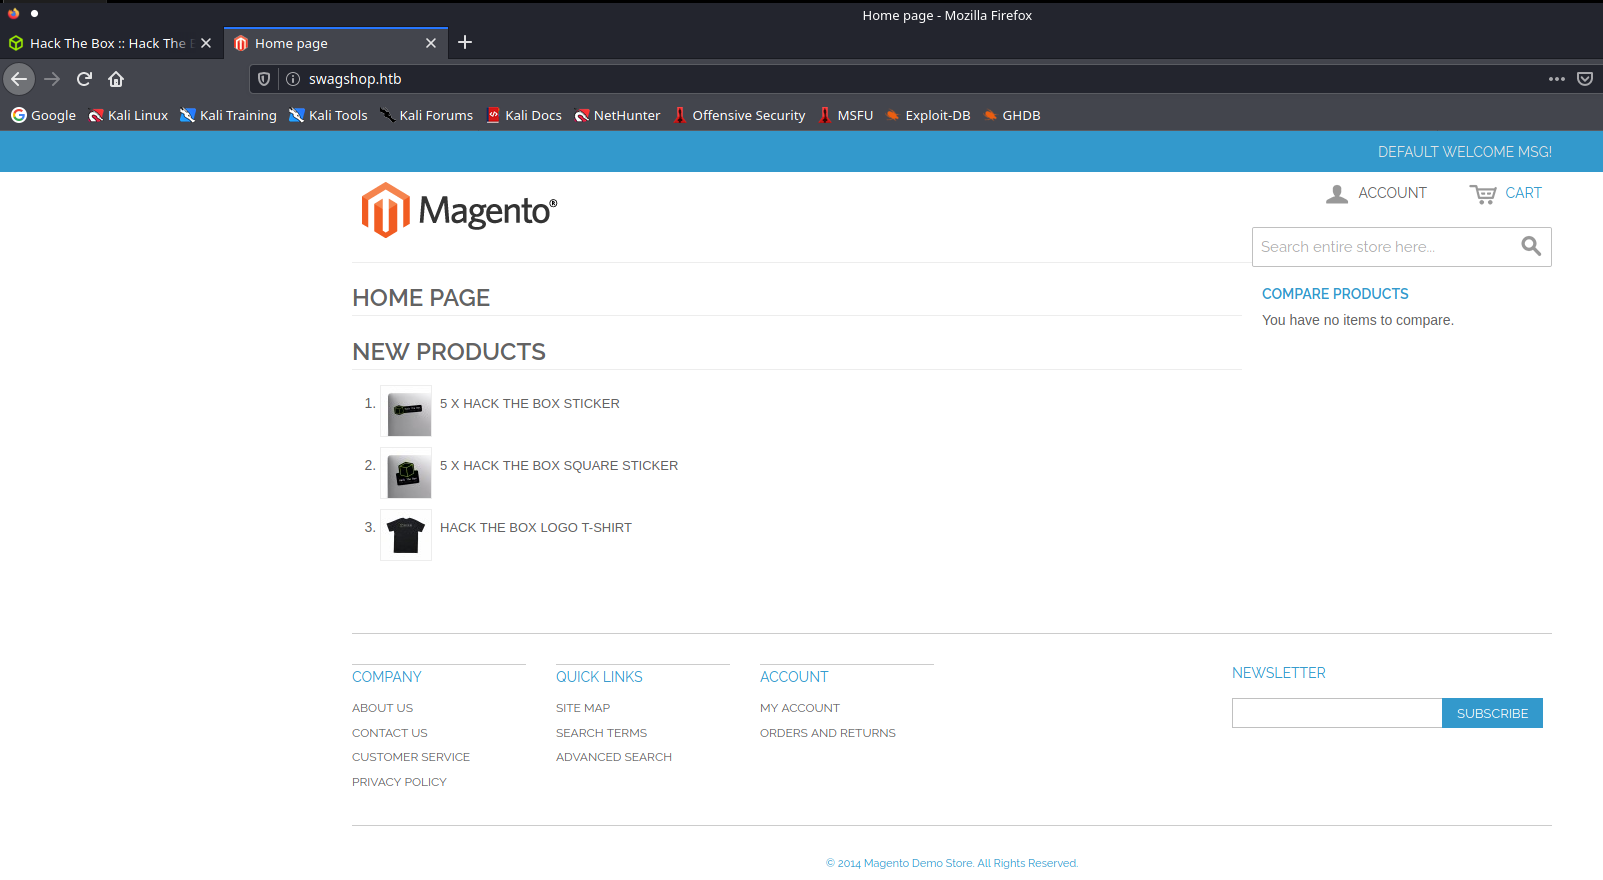 Home page - Mozilla Firefox
Hack The Box :: Hack The B
Home page
swagshop.htb
Google Kali Linux Kali Training Kali Tools Kali Forums Kali Docs NetHunter Offensive Security MSFU Exploit-DB GHDB
DEFAULT WELCOME MSG!
Magento®
ACCOUNT CART
Search entire store here...
HOME PAGE
COMPARE PRODUCTS
You have no items to compare.
NEW PRODUCTS
1. 5 X HACK THE BOX STICKER
2. 5 X HACK THE BOX SQUARE STICKER
3. HACK THE BOX LOGO T-SHIRT
COMPANY
ABOUT US
CONTACT US
CUSTOMER SERVICE
PRIVACY POLICY
QUICK LINKS
SITE MAP
SEARCH TERMS
ADVANCED SEARCH
ACCOUNT
MY ACCOUNT
ORDERS AND RETURNS
NEWSLETTER
SUBSCRIBE
© 2014 Magento Demo Store. All Rights Reserved.